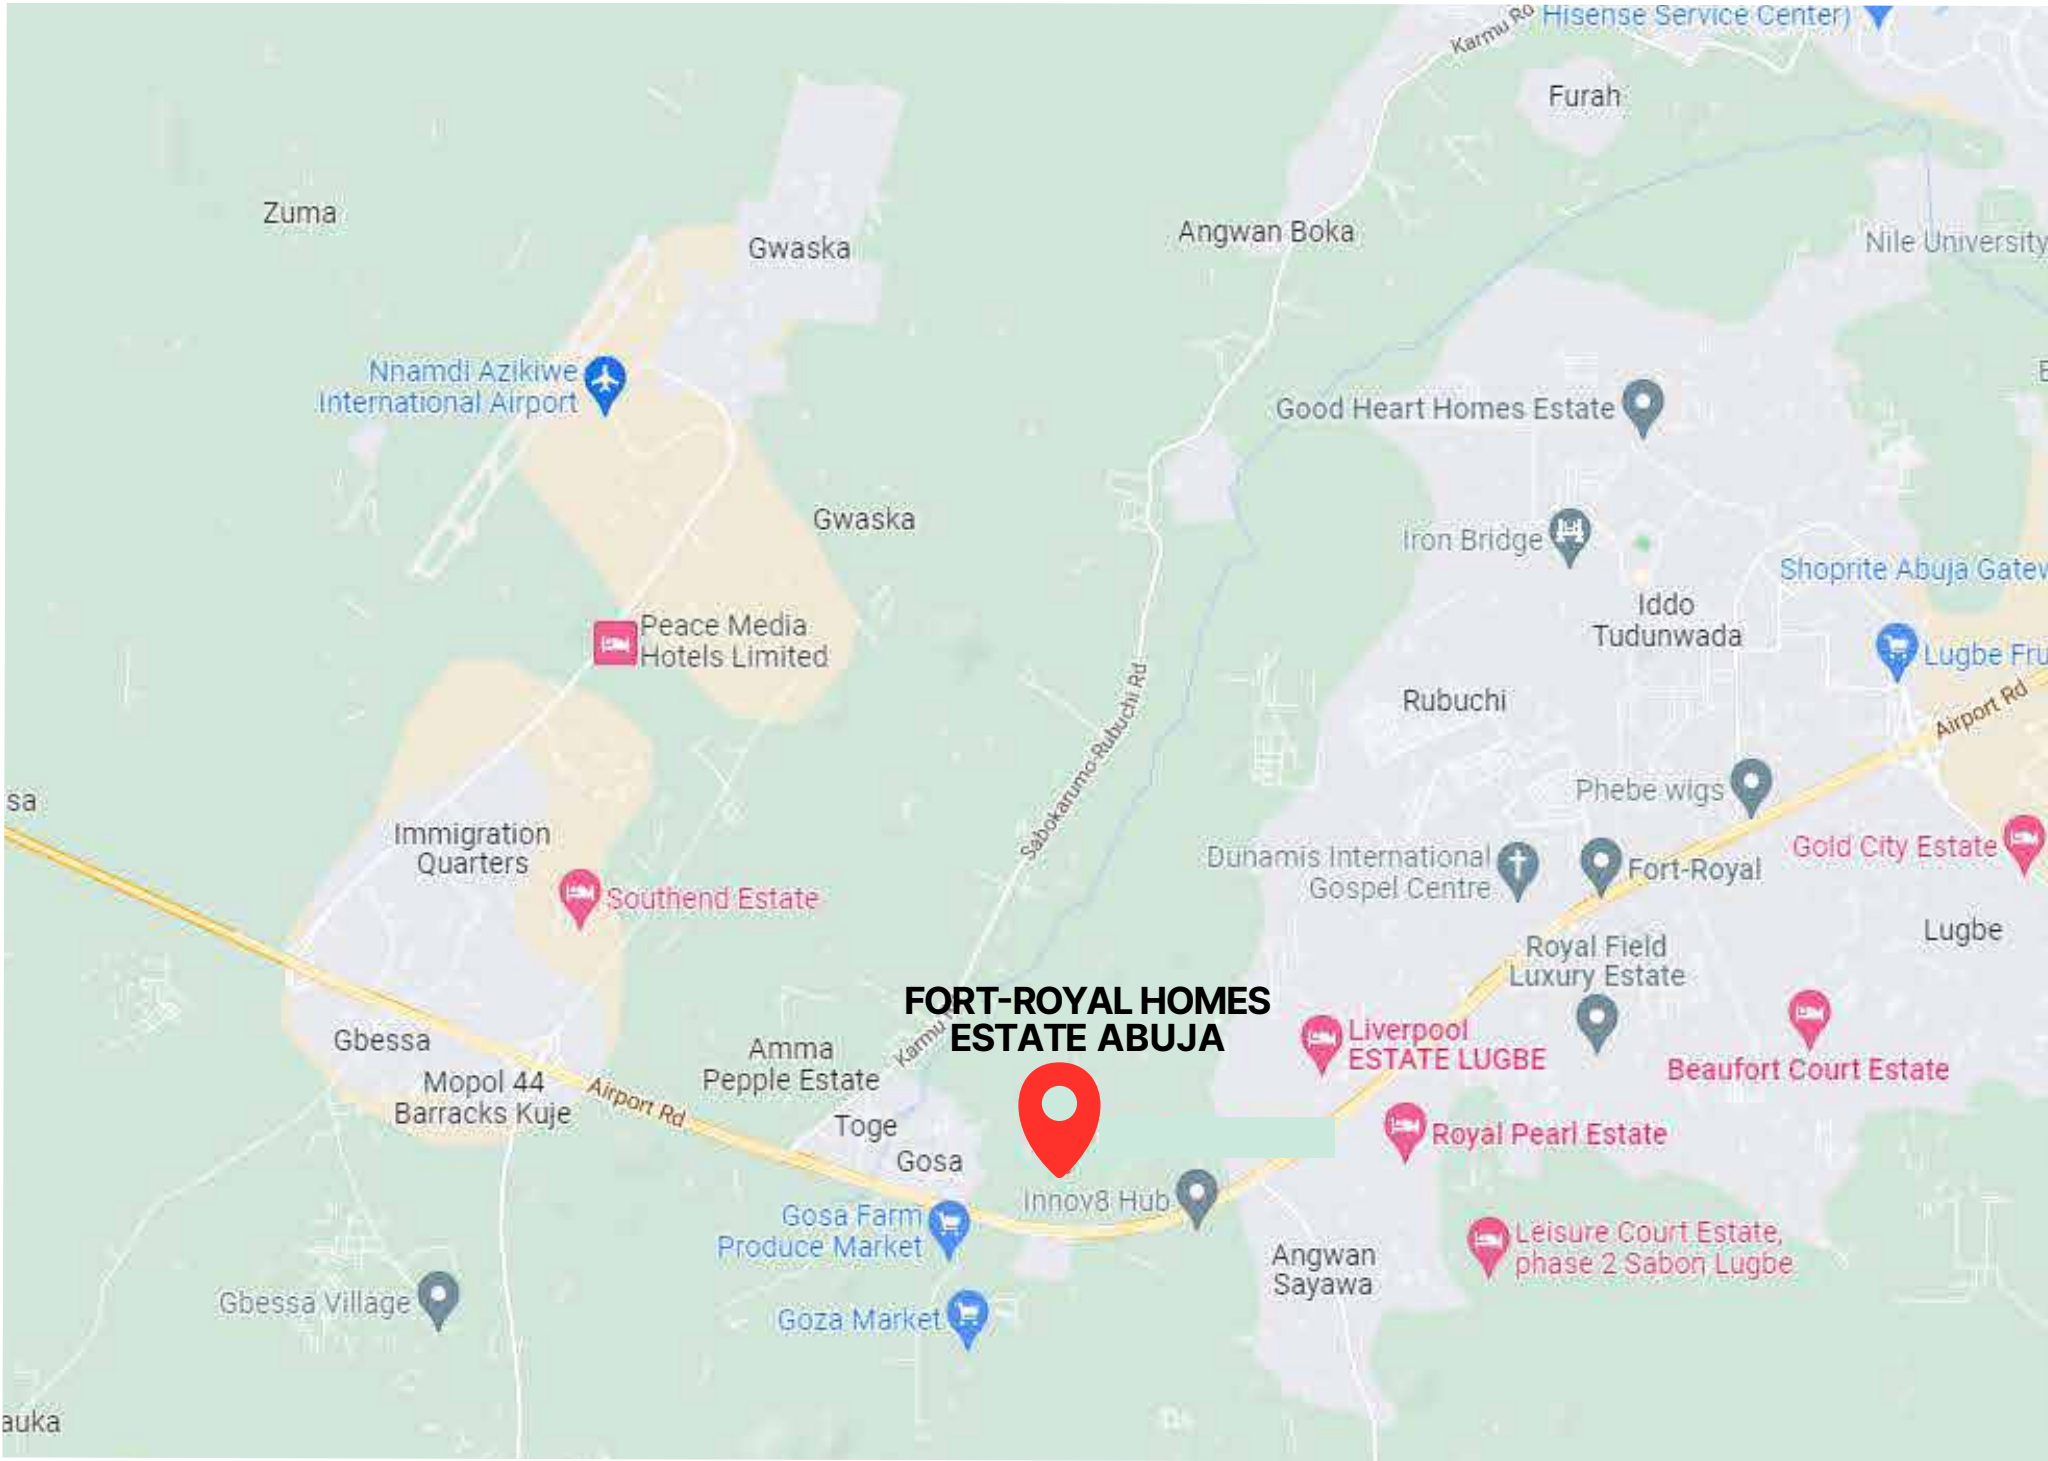 Karmu Rd
Hisense Service Center)
Furah
Zuma
Gwaska
Angwan Boka
Nile University
Nnamdi Azikiwe
International Airport
E
Good Heart Homes Estate
Gwaska
Iron Bridge
Shoprite Abuja Gatew
Iddo
Tudunwada
Peace Media
Hotels Limited
Lugbe Fru
Rubuchi
Airport Rd
Sabokarumo-Rubuchi Rd
sa
Phebe wigs
Immigration
Quarters
Dunamis International
Gospel Centre
Fort-Royal
Gold City Estate
Southend Estate
Lugbe
Royal Field
Luxury Estate
FORT-ROYAL HOMES
ESTATE ABUJA
Karmu R
Liverpool
ESTATE LUGBE
Gbessa
Amma
Pepple Estate
Beaufort Court Estate
Mopol 44
Barracks Kuje
Airport Rd
Toge
Royal Pearl Estate
Gosa
Innov8 Hub
Gosa Farm
Produce Market
Angwan
Sayawa
Leisure Court Estate,
phase 2 Sabon Lugbe
Gbessa Village
Goza Market
auka